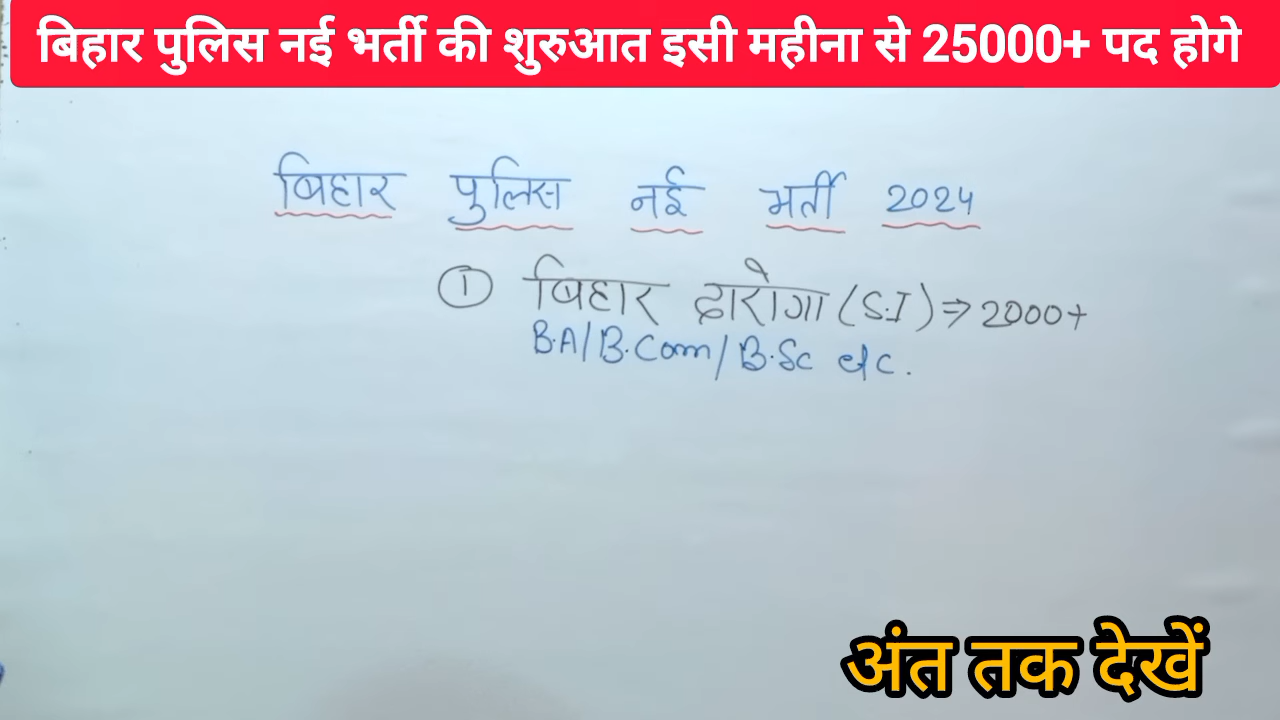 बिहार पुलिस नई भर्ती की शुरुआत इसी महीना से 25000+ पद होगे
बिहार पुलिस नई भर्ती 2024
① बिहार दारोगा (S.I) ⇒ 2000+
B.A/B.Com/B.Sc etc.
अंत तक देखें